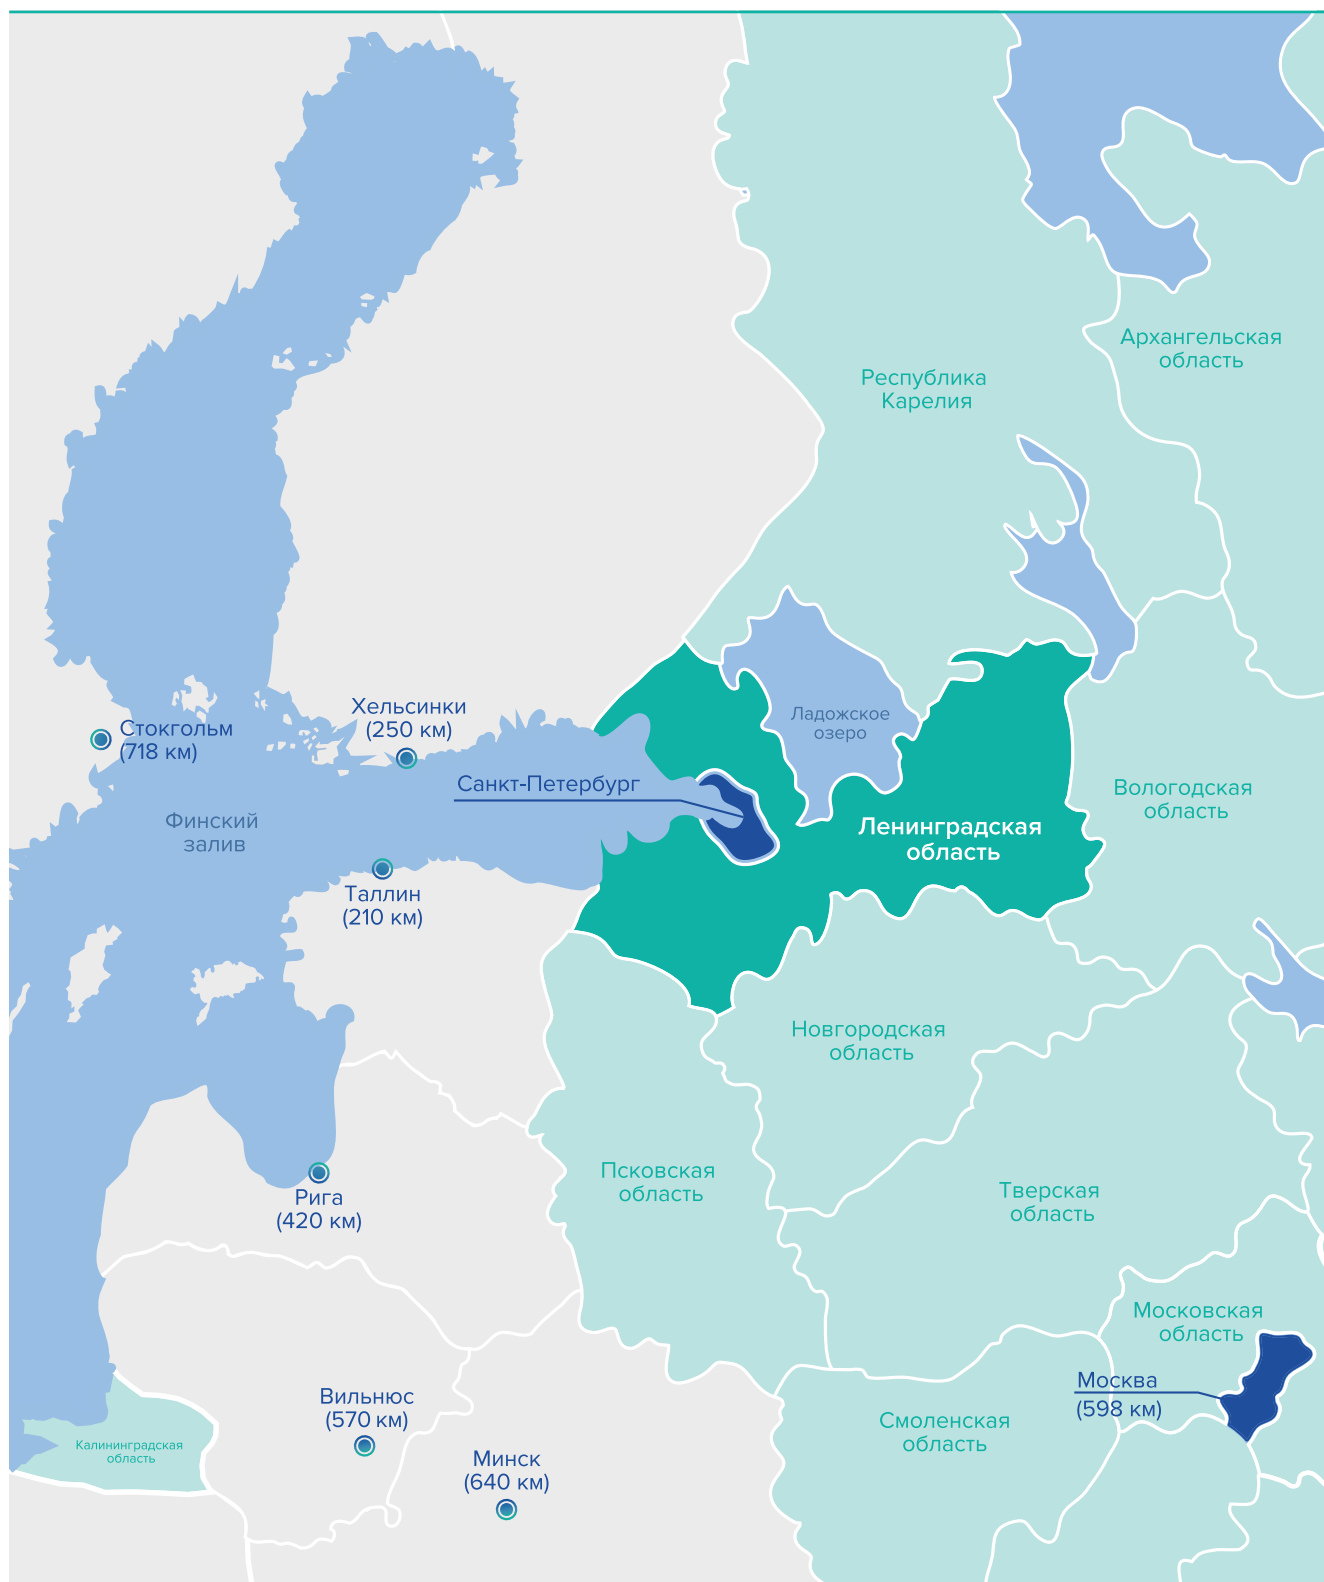 Архангельская
область
Республика
Карелия
Хельсинки
(250 км)
Стокгольм
(718 км)
Ладожское
озеро
Санкт-Петербург
Вологодская
область
Финский
залив
Ленинградская
область
Таллин
(210 км)
Новгородская
область
Псковская
область
Рига
(420 км)
Тверская
область
Московская
область
Москва
(598 км)
Вильнюс
(570 км)
Смоленская
область
Калининградская
область
Минск
(640 км)